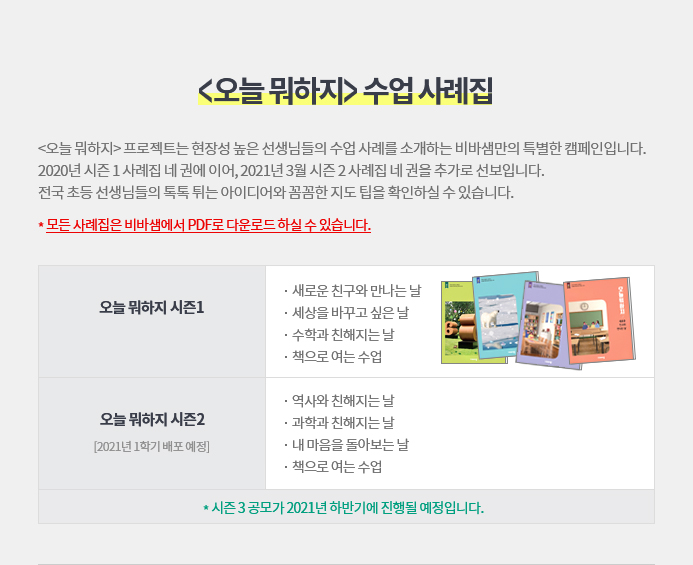 <오늘 뭐하지> 수업 사례집
<오늘 뭐하지> 프로젝트는 현장성 높은 선생님들의 수업 사례를 소개하는 비바샘만의 특별한 캠페인입니다.
2020년 시즌 1 사례집 네 권에 이어, 2021년 3월 시즌 2 사례집 네 권을 추가로 선보입니다.
전국 초등 선생님들의 톡톡 튀는 아이디어와 꼼꼼한 지도 팁을 확인하실 수 있습니다.
* 모든 사례집은 비바샘에서 PDF로 다운로드 하실 수 있습니다.
오늘 뭐하지 시즌1
· 새로운 친구와 만나는 날
· 세상을 바꾸고 싶은 날
· 수학과 친해지는 날
· 책으로 여는 수업
오늘뭐하지
오늘 뭐하지 시즌2
[2021년 1학기 배포 예정]
· 역사와 친해지는 날
· 과학과 친해지는 날
· 내 마음을 돌아보는 날
· 책으로 여는 수업
* 시즌 3 공모가 2021년 하반기에 진행될 예정입니다.